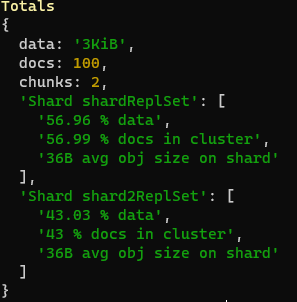 Totals
{
  data: '3KiB',
  docs: 100,
  chunks: 2,
  'Shard shardReplSet': [
    '56.96 % data',
    '56.99 % docs in cluster',
    '36B avg obj size on shard'
  ],
  'Shard shard2ReplSet': [
    '43.03 % data',
    '43 % docs in cluster',
    '36B avg obj size on shard'
  ]
}